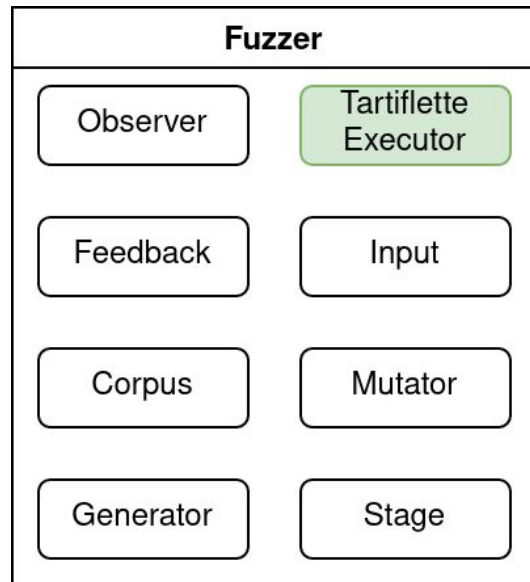 Fuzzer
Observer
Tartiflette
Executor
Feedback
Input
Corpus
Mutator
Generator
Stage